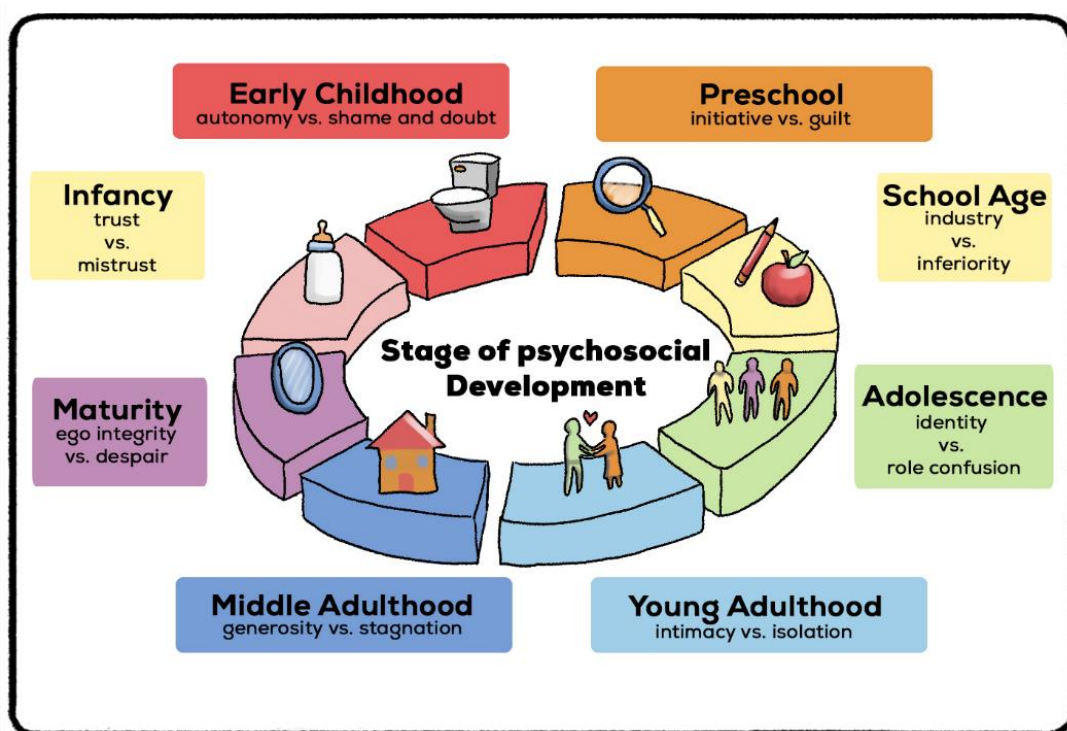 Early Childhood
autonomy vs. shame and doubt
Preschool
initiative vs. guilt
Infancy
trust
vs.
mistrust
School Age
industry
vs.
inferiority
Stage of psychosocial
Development
Maturity
ego integrity
vs. despair
Adolescence
identity
vs.
role confusion
Middle Adulthood
generosity vs. stagnation
Young Adulthood
intimacy vs. isolation